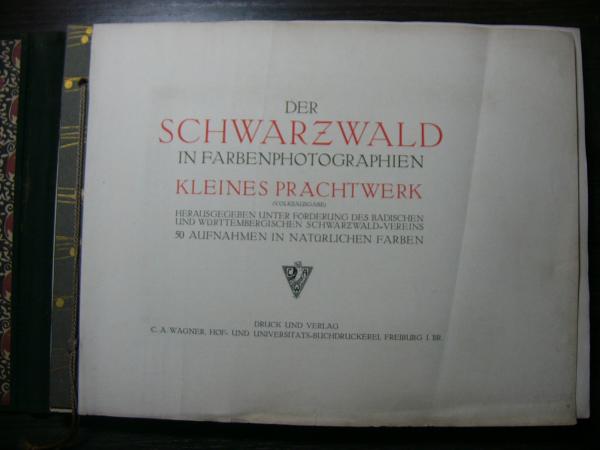 DER
SCHWARZWALD
IN FARBENPHOTOGRAPHIEN
KLEINES PRACHTWERK
(VOLKSAUSGABE)
HERAUSGEGEBEN UNTER FÖRDERUNG DES BADISCHEN
UND WÜRTTEMBERGISCHEN SCHWARZWALD-VEREINS
50 AUFNAHMEN IN NATÜRLICHEN FARBEN
DRUCK UND VERLAG
C. A. WAGNER, HOF- UND UNIVERSITÄTS-BUCHDRUCKEREI, FREIBURG I. BR.